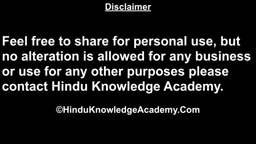 Disclaimer
Feel free to share for personal use, but
no alteration is allowed for any business
or use for any other purposes please
contact Hindu Knowledge Academy.
©HinduKnowledgeAcademy.Com